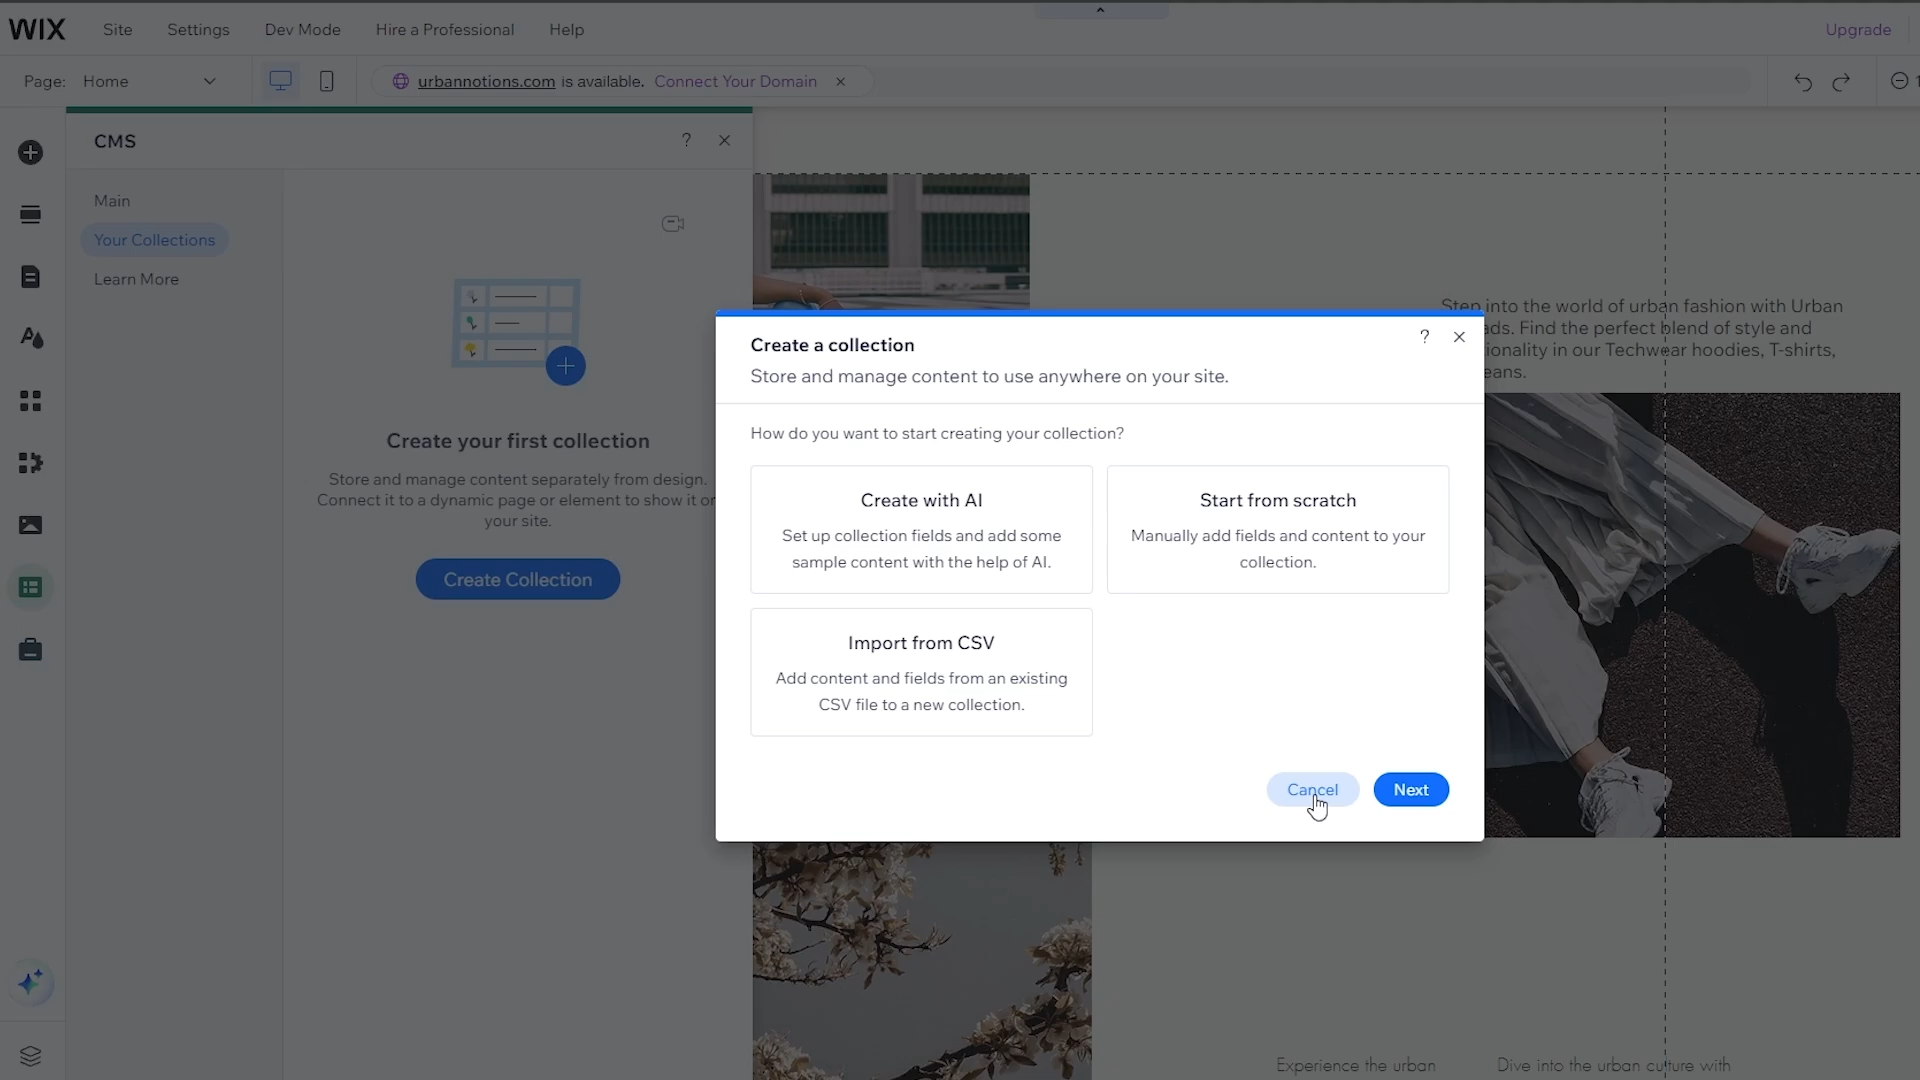 WIX
Site
Settings
Dev Mode
Hire a Professional
Help
Upgrade
Page: Home
urbannotions.com is available. Connect Your Domain
CMS
?
Main
Your Collections
Learn More
Create your first collection
Store and manage content separately from design.
Connect it to a dynamic page or element to show it on
your site.
Create Collection
Create a collection
?
Store and manage content to use anywhere on your site.
How do you want to start creating your collection?
Create with AI
Set up collection fields and add some
sample content with the help of AI.
Start from scratch
Manually add fields and content to your
collection.
Import from CSV
Add content and fields from an existing
CSV file to a new collection.
Cancel
Next
Step into the world of urban fashion with Urban
Find the perfect blend of style and
in our Techwear hoodies, T-shirts,
Experience the urban
Dive into the urban culture with